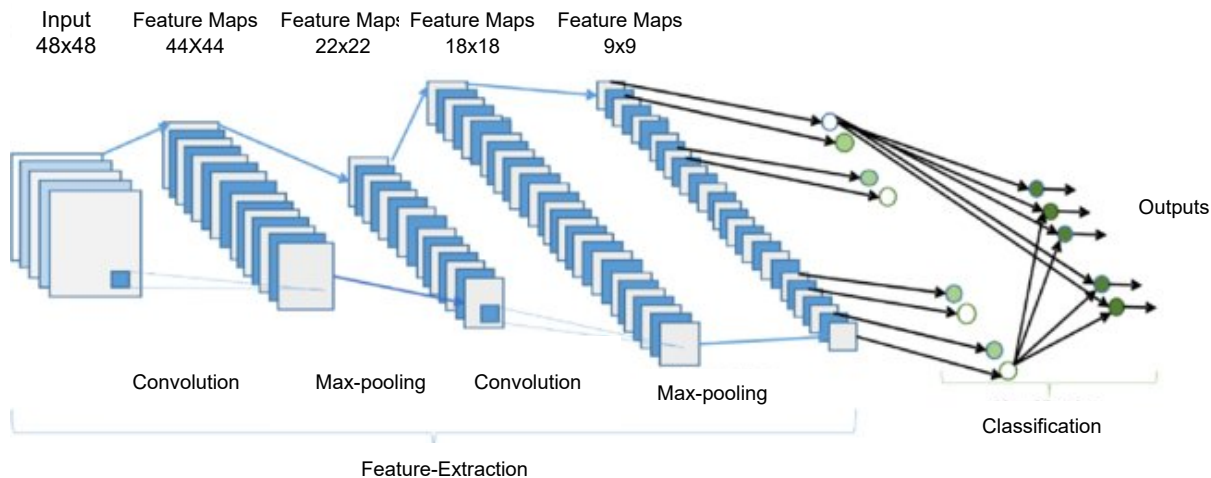 Input
48x48
Feature Maps
44X44
Feature Maps
22x22
Feature Maps
18x18
Feature Maps
9x9
Outputs
Convolution
Max-pooling
Convolution
Max-pooling
Classification
Feature-Extraction